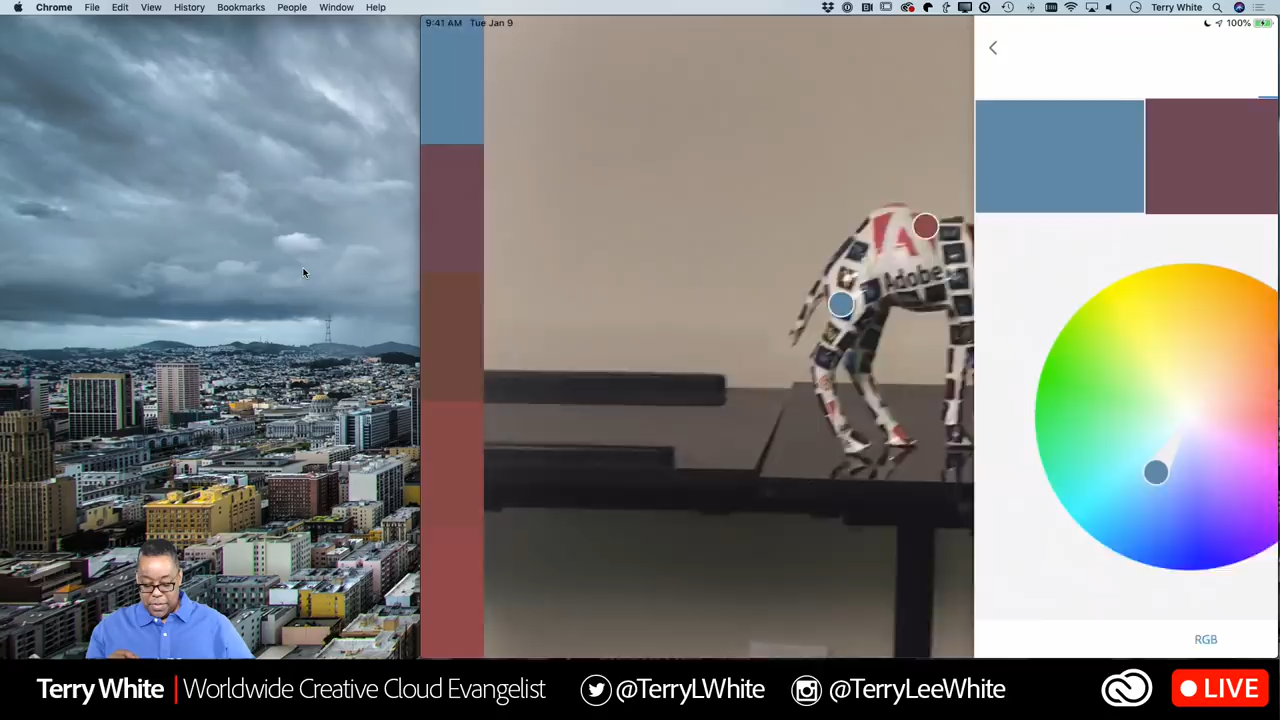 Chrome File Edit View History Bookmarks People Window Help Terry White
9:41 AM Tue Jan 9 100%
A
Adobe
RGB
Terry White | Worldwide Creative Cloud Evangelist @TerryLWhite @TerryLeeWhite LIVE